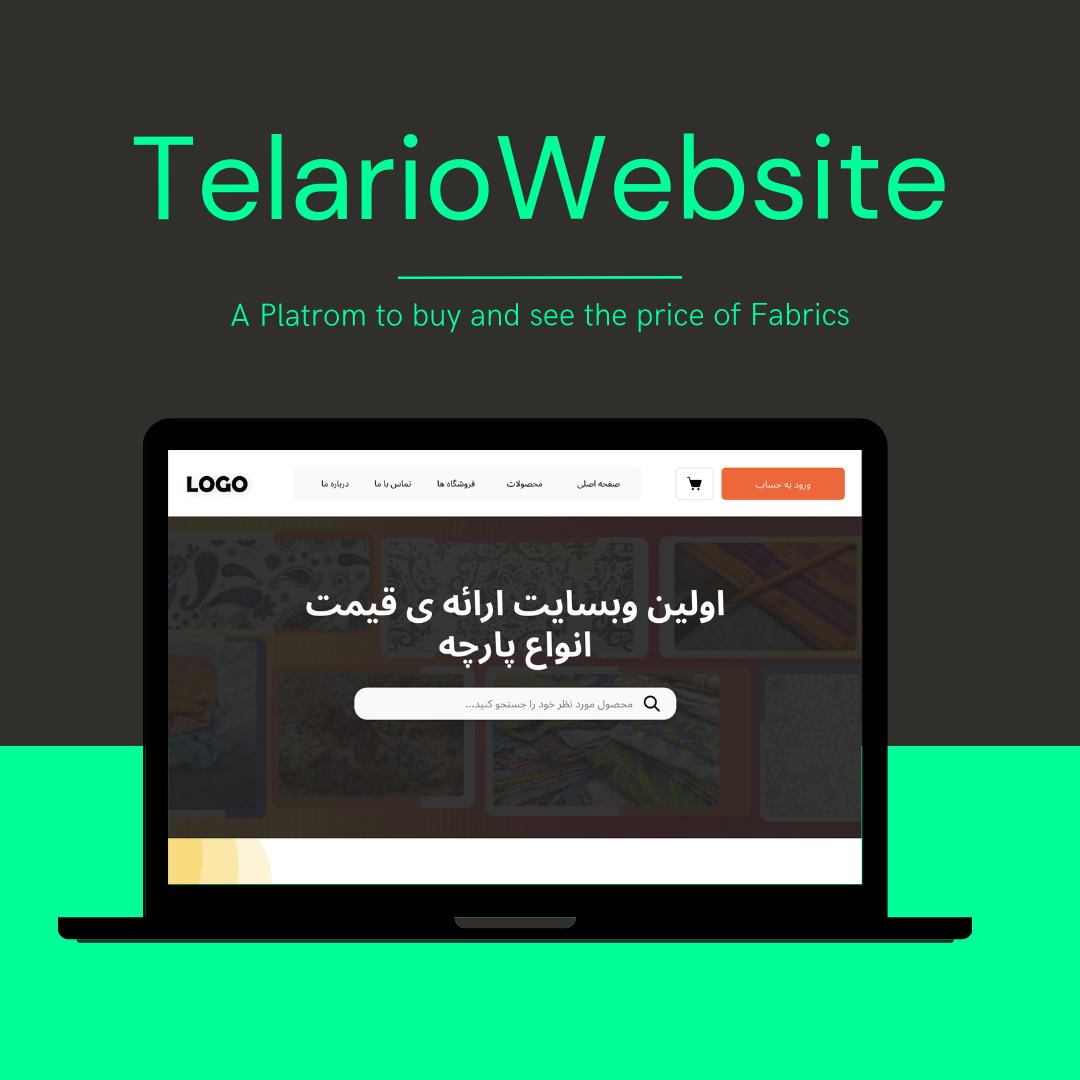 TelarioWebsite
A Platrom to buy and see the price of Fabrics
LOGO
درباره ما
تماس با ما
فروشگاه ها
محصولات
صفحه اصلی
ورود به حساب
اولین وبسایت ارائه ی قیمت
انواع پارچه
محصول مورد نظر خود را جستجو کنید...